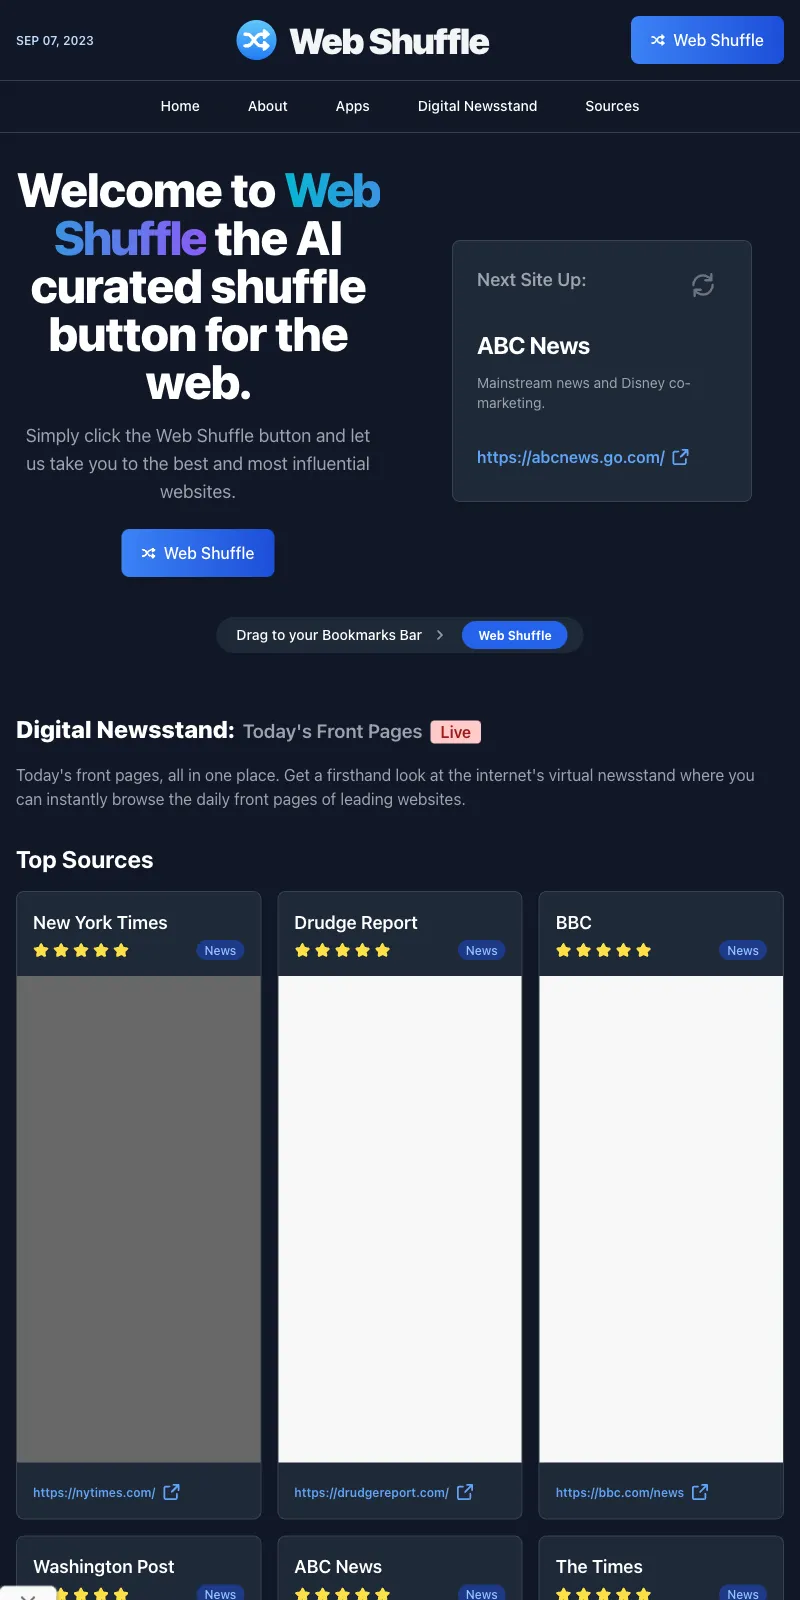 SEP 07, 2023
Web Shuffle
Web Shuffle
Home
About
Apps
Digital Newsstand
Sources
Welcome to Web
Shuffle the AI
curated shuffle
button for the
web.
Simply click the Web Shuffle button and let
us take you to the best and most influential
websites.
Web Shuffle
Next Site Up:
ABC News
Mainstream news and Disney co-
marketing.
https://abcnews.go.com/
Drag to your Bookmarks Bar
Web Shuffle
Digital Newsstand: Today's Front Pages Live
Today's front pages, all in one place. Get a firsthand look at the internet's virtual newsstand where you
can instantly browse the daily front pages of leading websites.
Top Sources
New York Times
News
https://nytimes.com/
Drudge Report
News
https://drudgereport.com/
BBC
News
https://bbc.com/news
Washington Post
News
ABC News
News
The Times
News